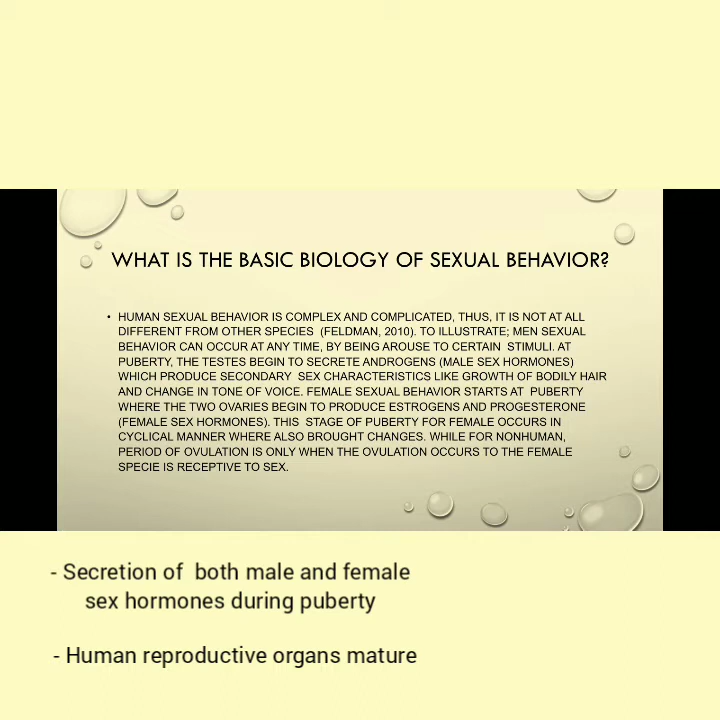 WHAT IS THE BASIC BIOLOGY OF SEXUAL BEHAVIOR?
• HUMAN SEXUAL BEHAVIOR IS COMPLEX AND COMPLICATED, THUS, IT IS NOT AT ALL
DIFFERENT FROM OTHER SPECIES (FELDMAN, 2010). TO ILLUSTRATE; MEN SEXUAL
BEHAVIOR CAN OCCUR AT ANY TIME, BY BEING AROUSE TO CERTAIN STIMULI. AT
PUBERTY, THE TESTES BEGIN TO SECRETE ANDROGENS (MALE SEX HORMONES)
WHICH PRODUCE SECONDARY SEX CHARACTERISTICS LIKE GROWTH OF BODILY HAIR
AND CHANGE IN TONE OF VOICE. FEMALE SEXUAL BEHAVIOR STARTS AT PUBERTY
WHERE THE TWO OVARIES BEGIN TO PRODUCE ESTROGENS AND PROGESTERONE
(FEMALE SEX HORMONES). THIS STAGE OF PUBERTY FOR FEMALE OCCURS IN
CYCLICAL MANNER WHERE ALSO BROUGHT CHANGES. WHILE FOR NONHUMAN,
PERIOD OF OVULATION IS ONLY WHEN THE OVULATION OCCURS TO THE FEMALE
SPECIE IS RECEPTIVE TO SEX.
- Secretion of both male and female
sex hormones during puberty
- Human reproductive organs mature